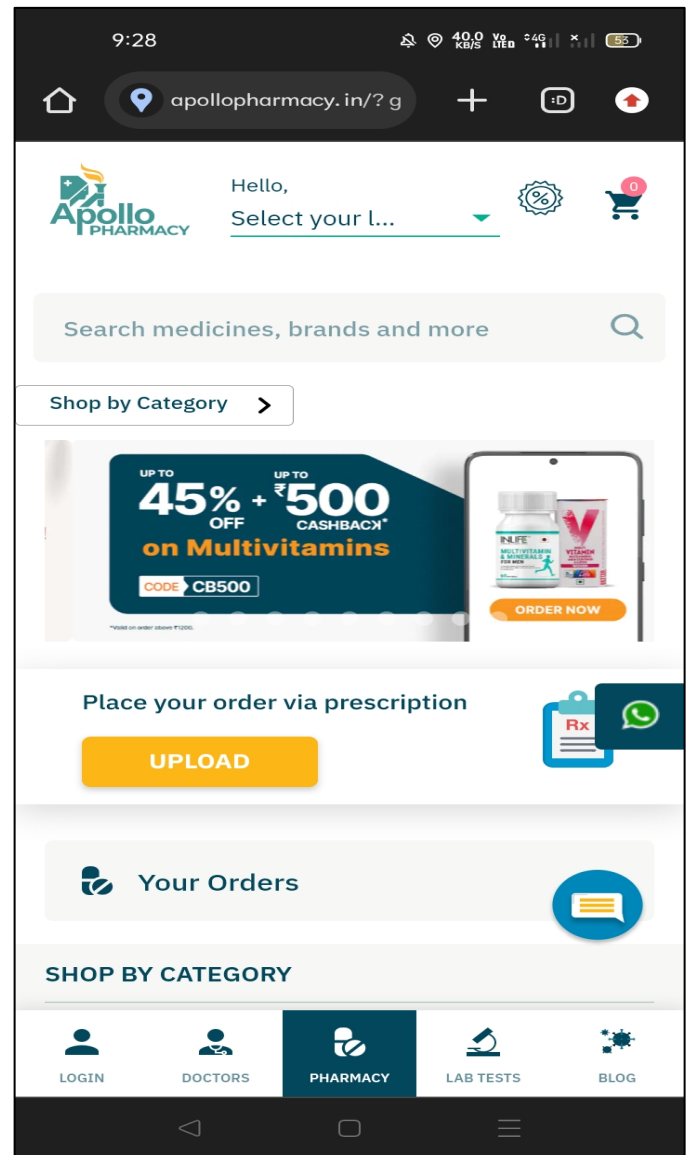 9:28
40.0 KB/S
4G
53
apollopharmacy.in/? g
:D
Apollo
PHARMACY
Hello,
Select your l...
0
Search medicines, brands and more
Shop by Category
UP TO
45% OFF + UP TO ₹500 CASHBACK*
on Multivitamins
CODE CB500
*Valid on order above ₹1200.
INLIFE
MULTIVITAMIN
& MINERALS
FOR MEN
VITAMIN
ORDER NOW
Place your order via prescription
Rx
UPLOAD
Your Orders
SHOP BY CATEGORY
LOGIN
DOCTORS
PHARMACY
LAB TESTS
BLOG